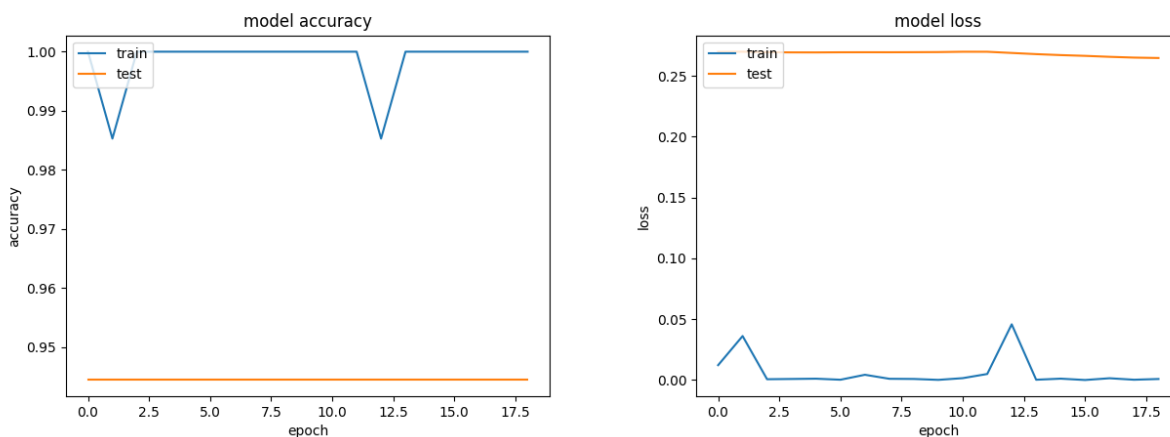 model accuracy
1.00
0.99
0.98
0.97
0.96
0.95
accuracy
train
test
0.0 2.5 5.0 7.5 10.0 12.5 15.0 17.5
epoch
model loss
0.25
0.20
0.15
0.10
0.05
0.00
loss
train
test
0.0 2.5 5.0 7.5 10.0 12.5 15.0 17.5
epoch